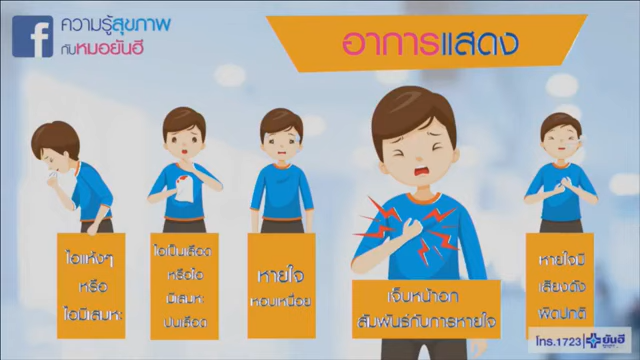 ความรู้สุขภาพ
กับหมอยันฮี
อาการแสดง
ไอแห้งๆ
หรือ
ไอมีเสมหะ
ไอเป็นเลือด
หรือไอ
มีเสมหะ
ปนเลือด
หายใจ
หอบเหนื่อย
เจ็บหน้าอก
สัมพันธ์กับการหายใจ
หายใจมี
เสียงดัง
ผิดปกติ
โทร.1723
ยันฮี